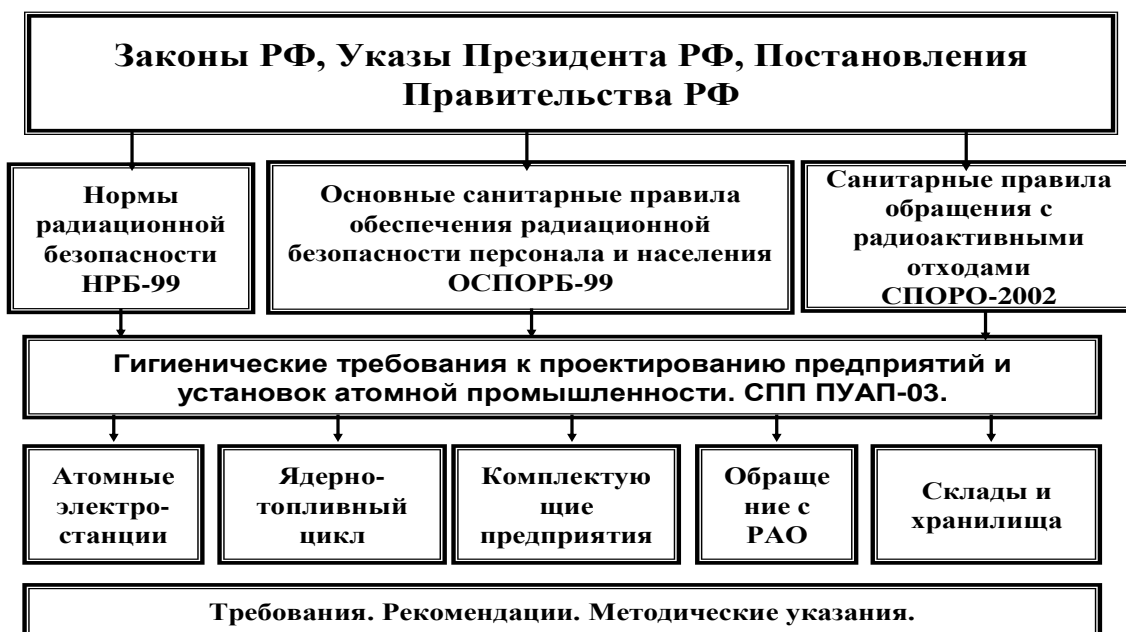 Законы РФ, Указы Президента РФ, Постановления
Правительства РФ
Нормы
радиационной
безопасности
НРБ-99
Основные санитарные правила
обеспечения радиационной
безопасности персонала и населения
ОСПОРБ-99
Санитарные правила
обращения с
радиоактивными
отходами
СПОРО-2002
Гигиенические требования к проектированию предприятий и
установок атомной промышленности. СПП ПУАП-03.
Атомные
электро-
станции
Ядерно-
топливный
цикл
Комплектую
щие
предприятия
Обраще
ние с
РАО
Склады и
хранилища
Требования. Рекомендации. Методические указания.